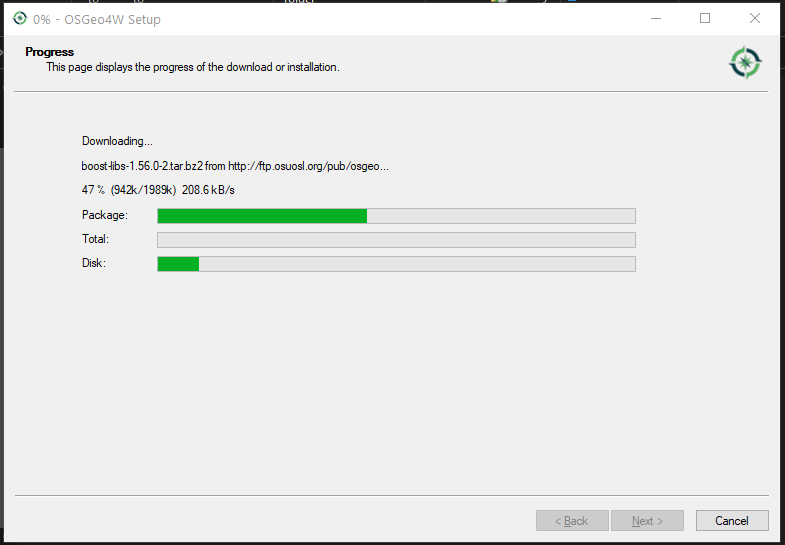 0% - OSGeo4W Setup
Progress
This page displays the progress of the download or installation.
Downloading...
boost-libs-1.56.0-2.tar.bz2 from http://ftp.osuosl.org/pub/osgeo...
47 % (942k/1989k) 208.6 kB/s
Package:
Total:
Disk:
< Back Next > Cancel